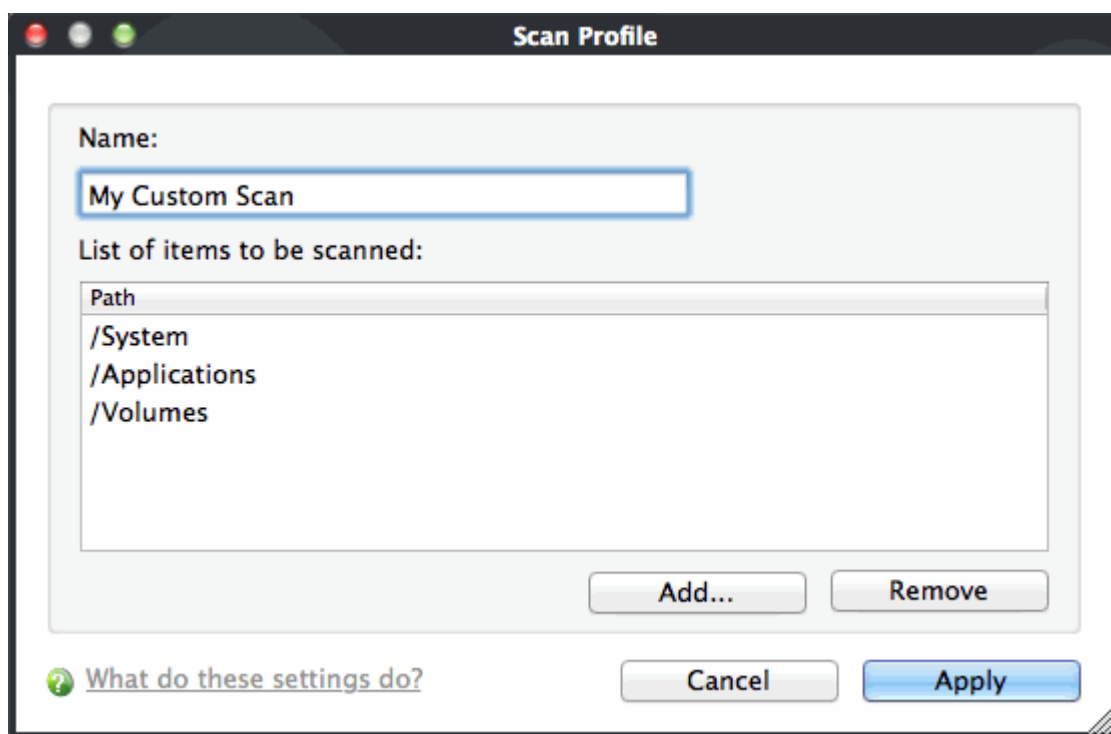 Scan Profile
Name:
My Custom Scan
List of items to be scanned:
Path
/System
/Applications
/Volumes
Add...
Remove
What do these settings do?
Cancel
Apply